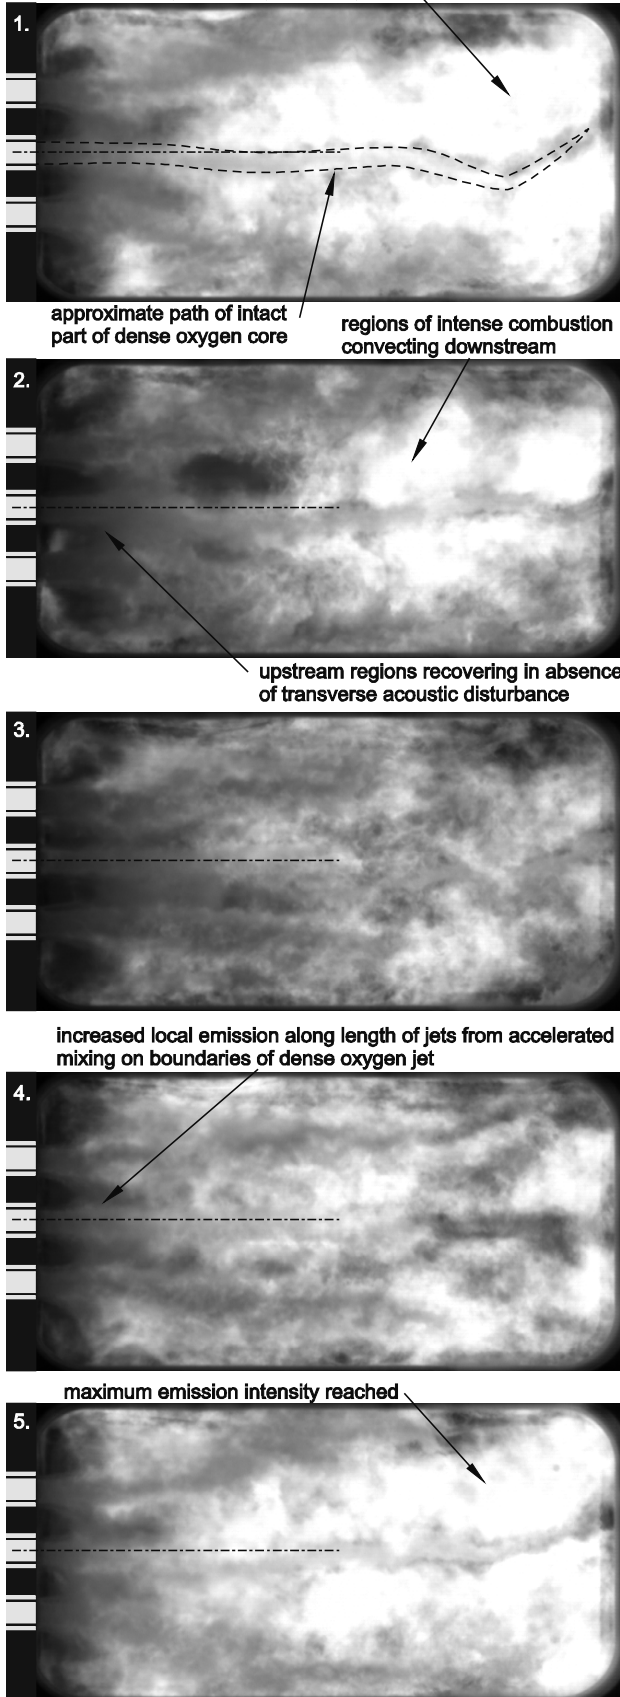 1.
approximate path of intact
part of dense oxygen core
regions of intense combustion
convecting downstream
2.
upstream regions recovering in absence
of transverse acoustic disturbance
3.
increased local emission along length of jets from accelerated
mixing on boundaries of dense oxygen jet
4.
maximum emission intensity reached
5.